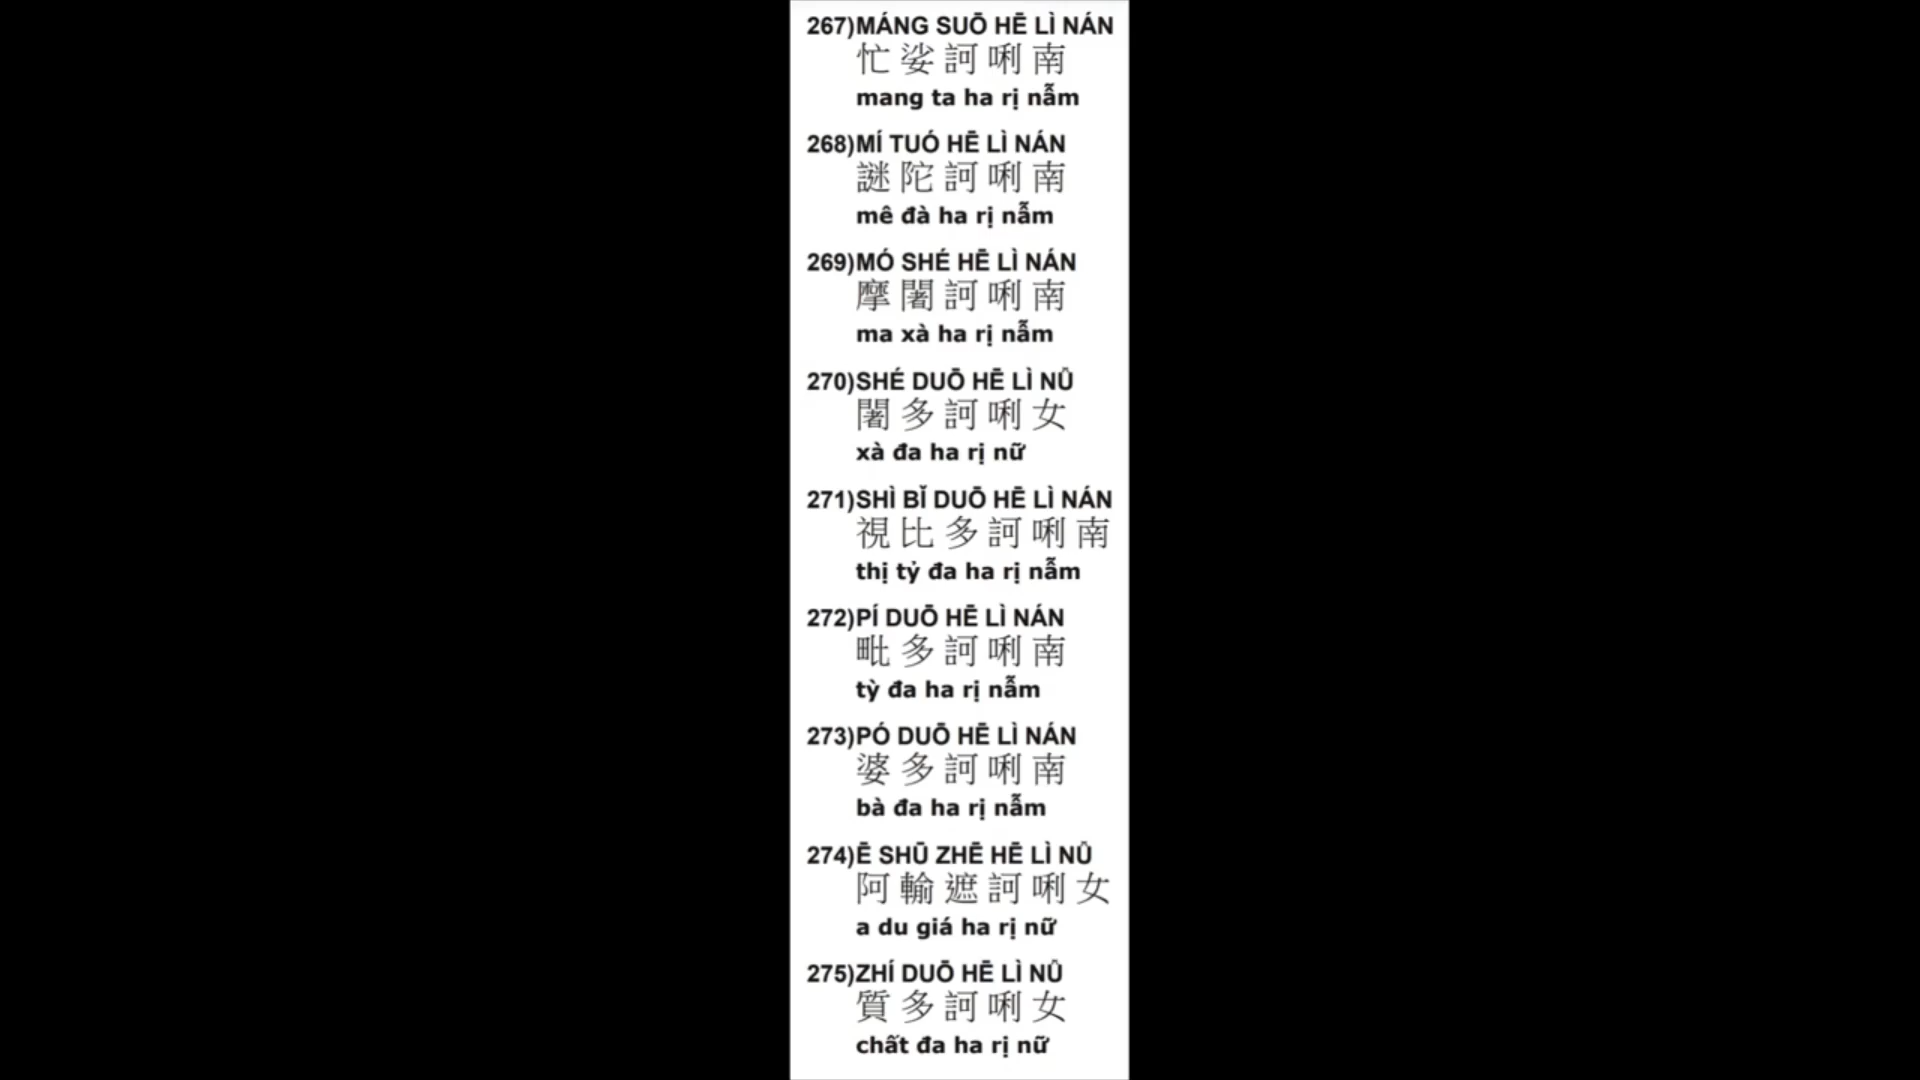 267)MÁNG SUŌ HĒ LÌ NÁN
忙 娑 訶 唎 南
mang ta ha rị nẫm
268)MÍ TUÓ HĒ LÌ NÁN
謎 陀 訶 唎 南
mê đà ha rị nẫm
269)MÓ SHÉ HĒ LÌ NÁN
摩 闍 訶 唎 南
ma xà ha rị nẫm
270)SHÉ DUŌ HĒ LÌ NǓ
闍 多 訶 唎 女
xà đa ha rị nữ
271)SHÌ BǏ DUŌ HĒ LÌ NÁN
視 比 多 訶 唎 南
thị tỷ đa ha rị nẫm
272)PÍ DUŌ HĒ LÌ NÁN
毗 多 訶 唎 南
tỳ đa ha rị nẫm
273)PÓ DUŌ HĒ LÌ NÁN
婆 多 訶 唎 南
bà đa ha rị nẫm
274)Ē SHŪ ZHĒ HĒ LÌ NǓ
阿 輸 遮 訶 唎 女
a du giá ha rị nữ
275)ZHÍ DUŌ HĒ LÌ NǓ
質 多 訶 唎 女
chất đa ha rị nữ